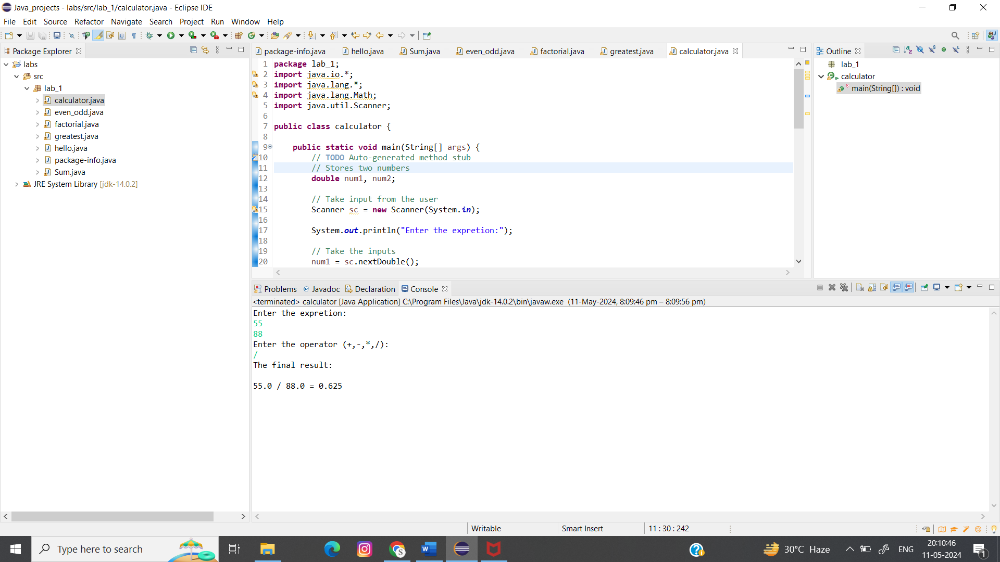 Java_projects - labs/src/lab_1/calculator.java - Eclipse IDE
File Edit Source Refactor Navigate Search Project Run Window Help
Package Explorer
labs
src
lab_1
calculator.java
even_odd.java
factorial.java
greatest.java
hello.java
package-info.java
Sum.java
JRE System Library [jdk-14.0.2]
package-info.java hello.java Sum.java even_odd.java factorial.java greatest.java calculator.java
1 package lab_1;
2 import java.io.*;
3 import java.lang.*;
4 import java.lang.Math;
5 import java.util.Scanner;
6
7 public class calculator {
8
9 public static void main(String[] args) {
10 // TODO Auto-generated method stub
11 // Stores two numbers
12 double num1, num2;
13
14 // Take input from the user
15 Scanner sc = new Scanner(System.in);
16
17 System.out.println("Enter the expretion:");
18
19 // Take the inputs
20 num1 = sc.nextDouble();
Outline
lab_1
calculator
main(String[]) : void
Problems @ Javadoc Declaration Console
<terminated> calculator [Java Application] C:\Program Files\Java\jdk-14.0.2\bin\javaw.exe (11-May-2024, 8:09:46 pm – 8:09:56 pm)
Enter the expretion:
55
88
Enter the operator (+,-,*,/):
/
The final result:
55.0 / 88.0 = 0.625
Writable Smart Insert 11 : 30 : 242
Type here to search
30°C Haze
ENG
20:10:46
11-05-2024
1